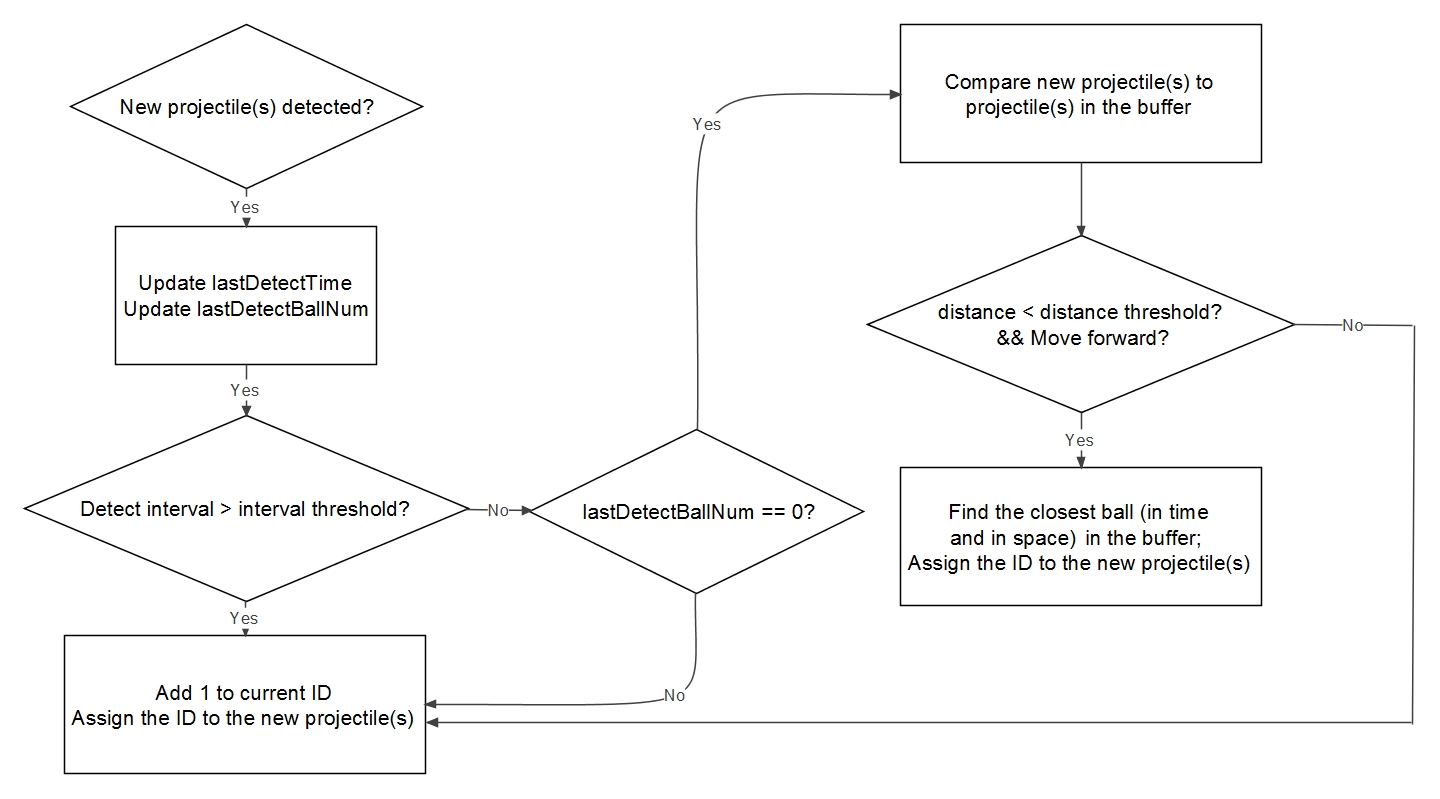 New projectile(s) detected?
Yes
Update lastDetectTime
Update lastDetectBallNum
Yes
Detect interval > interval threshold?
Yes
Add 1 to current ID
Assign the ID to the new projectile(s)
No
lastDetectBallNum == 0?
No
Yes
Compare new projectile(s) to
projectile(s) in the buffer
distance < distance threshold?
&& Move forward?
No
Yes
Find the closest ball (in time
and in space) in the buffer;
Assign the ID to the new projectile(s)